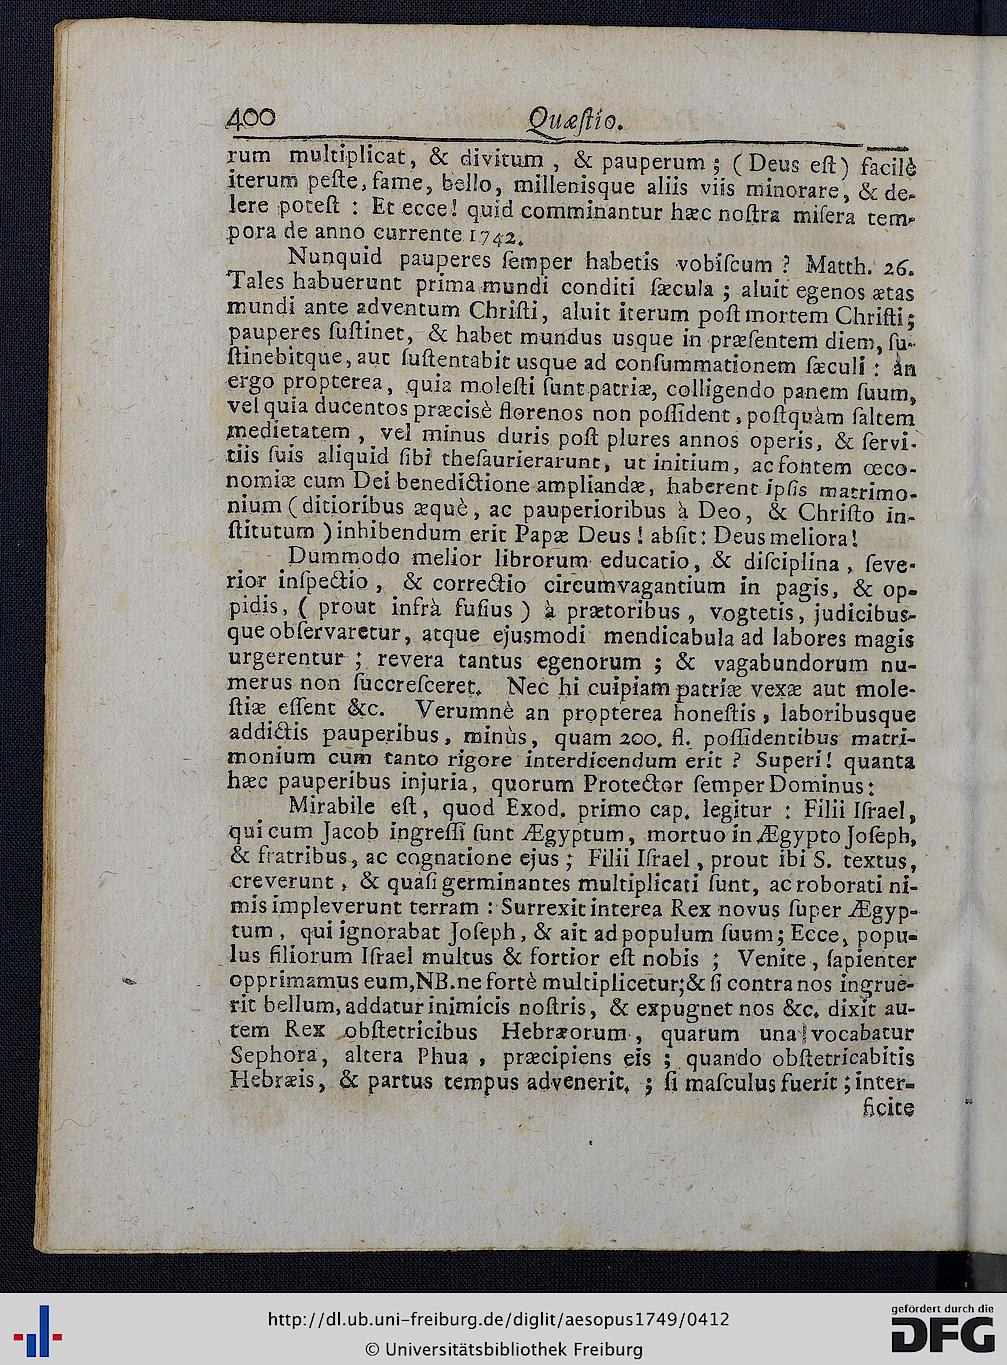 400 Quæſtio.
rum multiplicat, & divitum, & pauperum; (Deus eſt) facilè
iterum peſte, fame, bello, millenisque aliis viis minorare, & de-
lere poteſt: Et ecce! quid comminantur hæc noſtra miſera tem-
pora de anno currente 1742.
Nunquid pauperes ſemper habetis vobiſcum? Matth. 26.
Tales habuerunt prima mundi conditi ſæcula; aluit egenos ætas
mundi ante adventum Chriſti, aluit iterum poſt mortem Chriſti;
pauperes ſuſtinet, & habet mundus usque in præſentem diem, ſu-
ſtinebitque, aut ſuſtentabit usque ad conſummationem ſæculi: àn
ergo propterea, quia moleſti ſunt patriæ, colligendo panem ſuum,
vel quia ducentos præcisè florenos non poſſident, poſtquàm ſaltem
medietatem, vel minus duris poſt plures annos operis, & ſervi-
tiis ſuis aliquid ſibi theſaurierarunt, ut initium, ac fontem œco-
nomiæ cum Dei benedictione ampliandæ, haberent ipſis matrimo-
nium (ditioribus æquè, ac pauperioribus à Deo, & Chriſto in-
ſtitutum) inhibendum erit Papæ Deus! abſit: Deus meliora!
Dummodo melior librorum educatio, & diſciplina, ſeve-
rior inſpectio, & correctio circumvagantium in pagis, & op-
pidis, (prout infrà fuſius) à prætoribus, vogtetis, judicibus-
que obſervaretur, atque ejusmodi mendicabula ad labores magis
urgerentur; revera tantus egenorum; & vagabundorum nu-
merus non ſuccreſceret. Nec hi cuipiam patriæ vexæ aut mole-
ſtiæ eſſent &c. Verumnè an propterea honeſtis, laboribusque
addictis pauperibus, minùs, quam 200. fl. poſſidentibus matri-
monium cum tanto rigore interdicendum erit? Superi! quanta
hæc pauperibus injuria, quorum Protector ſemper Dominus:
Mirabile eſt, quod Exod. primo cap. legitur: Filii Iſrael,
qui cum Jacob ingreſſi ſunt Ægyptum, mortuo in Ægypto Joſeph,
& fratribus, ac cognatione ejus; Filii Iſrael, prout ibi S. textus,
creverunt, & quaſi germinantes multiplicati ſunt, ac roborati ni-
mis impleverunt terram: Surrexit interea Rex novus ſuper Ægyp-
tum, qui ignorabat Joſeph, & ait ad populum ſuum; Ecce, popu-
lus filiorum Iſrael multus & fortior eſt nobis; Venite, ſapienter
opprimamus eum, NB. ne fortè multiplicetur; & ſi contra nos ingrue-
rit bellum, addatur inimicis noſtris, & expugnet nos &c. dixit au-
tem Rex obſtetricibus Hebræorum, quarum una vocabatur
Sephora, altera Phua, præcipiens eis; quando obſtetricabitis
Hebræis, & partus tempus advenerit.; ſi maſculus fuerit; inter-
ficite
http://dl.ub.uni-freiburg.de/diglit/aesopus1749/0412
© Universitätsbibliothek Freiburg
gefördert durch die
DFG